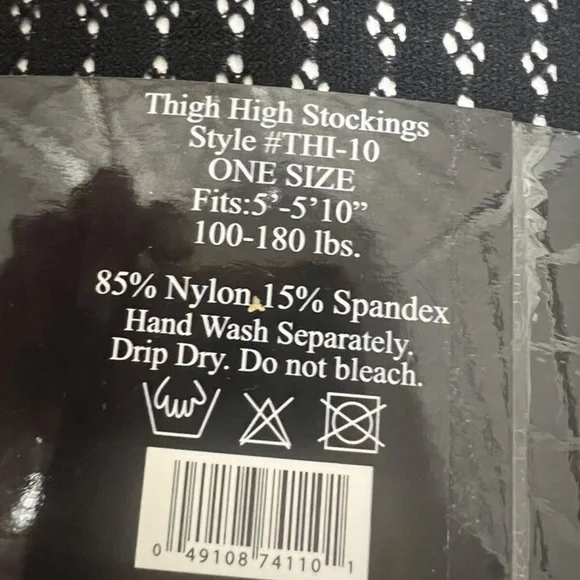 Thigh High Stockings
Style #THI-10
ONE SIZE
Fits:5'-5'10"
100-180 lbs.
85% Nylon, 15% Spandex
Hand Wash Separately.
Drip Dry. Do not bleach.
0 49108 74110 1